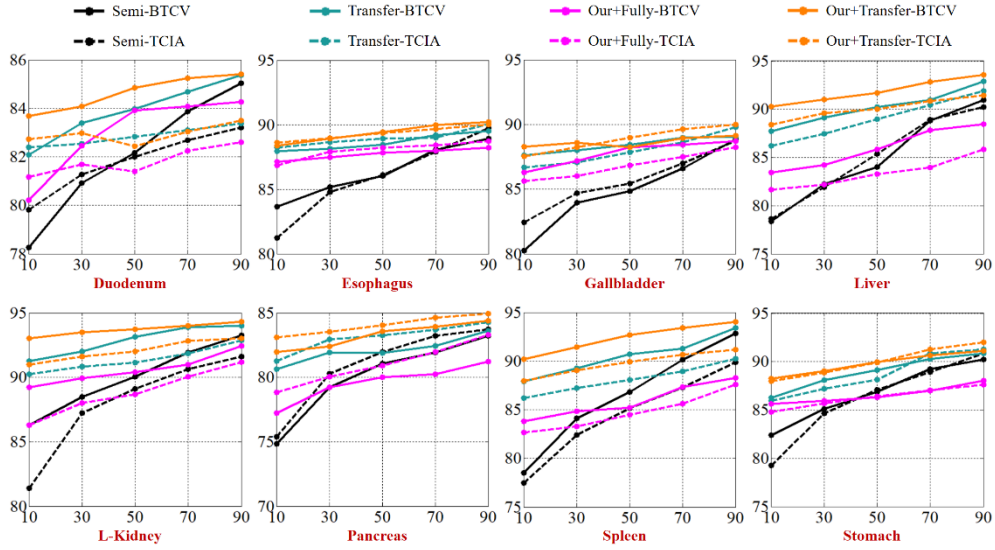 Semi-BTCV Transfer-BTCV Our+Fully-BTCV Our+Transfer-BTCV
Semi-TCIA Transfer-TCIA Our+Fully-TCIA Our+Transfer-TCIA
86 95 95 95
84 90 90 90
82 85
80 85 85 80
78 80 80 75
10 30 50 70 90 10 30 50 70 90 10 30 50 70 90 10 30 50 70 90
Duodenum Esophagus Gallbladder Liver
95 85 95 95
90 80 90 90
85 85
85 75 80 80
80 70 75 75
10 30 50 70 90 10 30 50 70 90 10 30 50 70 90 10 30 50 70 90
L-Kidney Pancreas Spleen Stomach